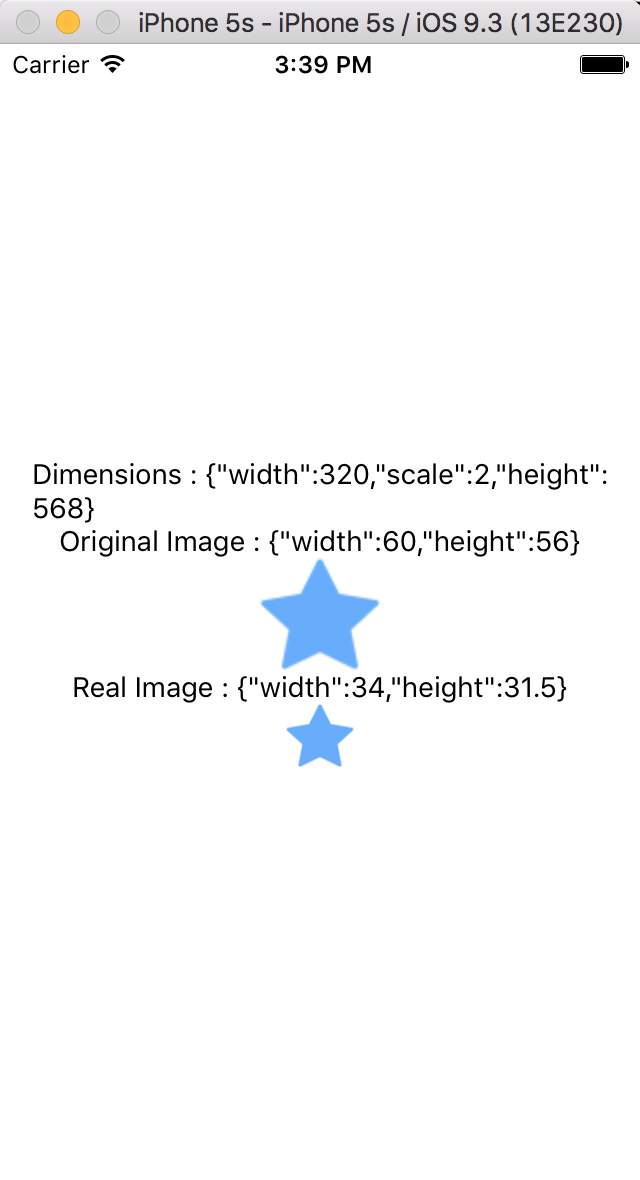 iPhone 5s - iPhone 5s / iOS 9.3 (13E230)
Carrier 3:39 PM
Dimensions : {"width":320,"scale":2,"height":
568}
Original Image : {"width":60,"height":56}
Real Image : {"width":34,"height":31.5}